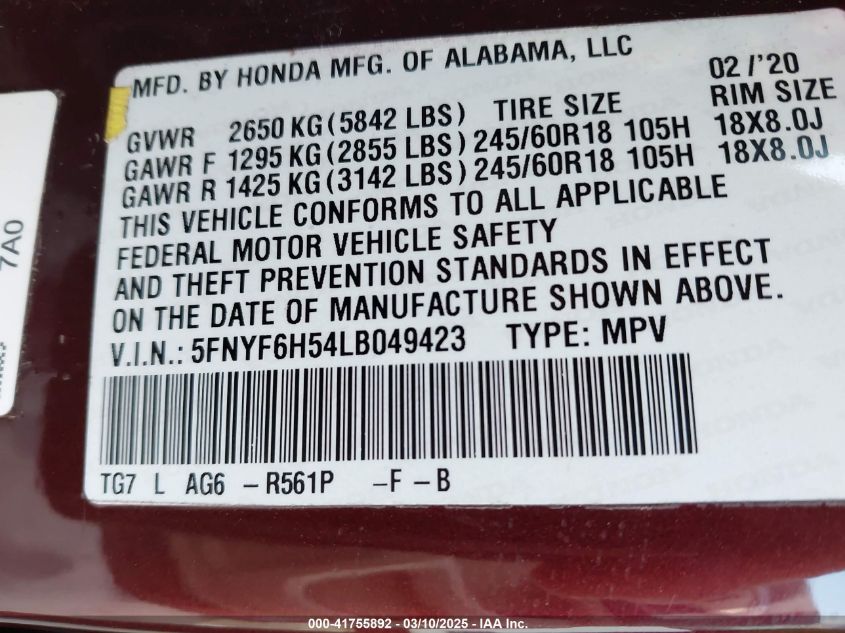 MFD. BY HONDA MFG. OF ALABAMA, LLC
02 /'20
GVWR 2650 KG (5842 LBS) TIRE SIZE RIM SIZE
GAWR F 1295 KG (2855 LBS) 245/60R18 105H 18X8.0J
GAWR R 1425 KG (3142 LBS) 245/60R18 105H 18X8.0J
THIS VEHICLE CONFORMS TO ALL APPLICABLE
FEDERAL MOTOR VEHICLE SAFETY
AND THEFT PREVENTION STANDARDS IN EFFECT
ON THE DATE OF MANUFACTURE SHOWN ABOVE.
V.I.N.: 5FNYF6H54LB049423 TYPE: MPV
TG7 L AG6 -R561P -F -B
7A0
000-41755892 - 03/10/2025 - IAA Inc.